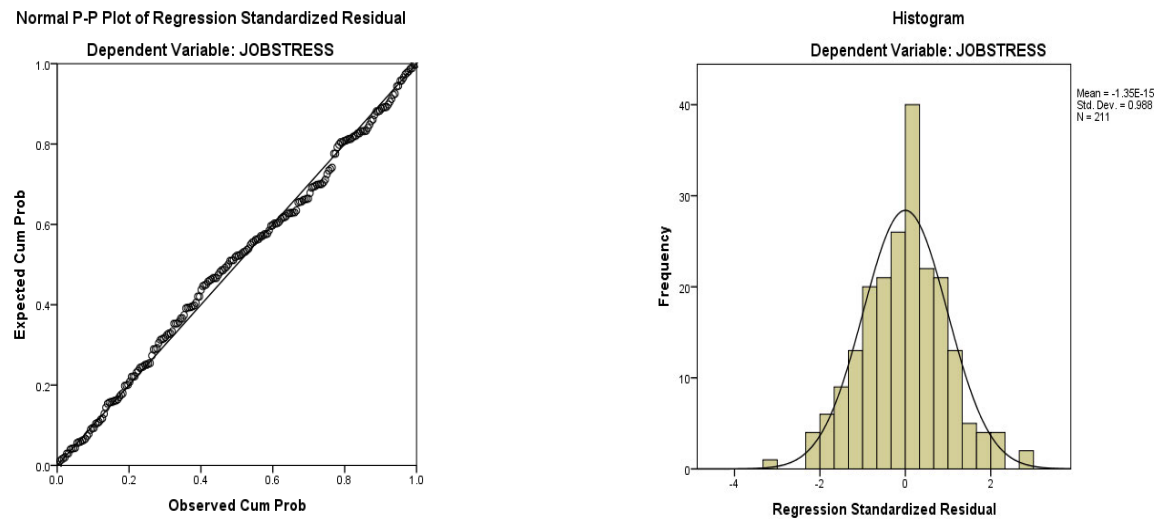 Normal P-P Plot of Regression Standardized Residual
Dependent Variable: JOBSTRESS
Expected Cum Prob
1.0
0.8
0.6
0.4
0.2
0.0
0.0 0.2 0.4 0.6 0.8 1.0
Observed Cum Prob
Histogram
Dependent Variable: JOBSTRESS
Mean = -1.35E-15
Std. Dev. = 0.988
N = 211
Frequency
40
30
20
10
0
-4 -2 0 2
Regression Standardized Residual